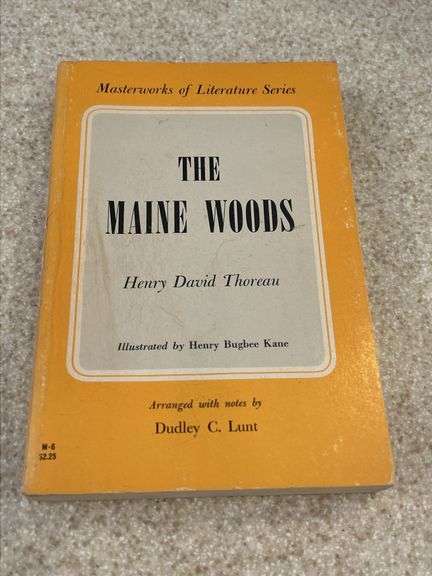 Masterworks of Literature Series
THE
MAINE WOODS
Henry David Thoreau
Illustrated by Henry Bugbee Kane
Arranged with notes by
Dudley C. Lunt
M-6
$2.25